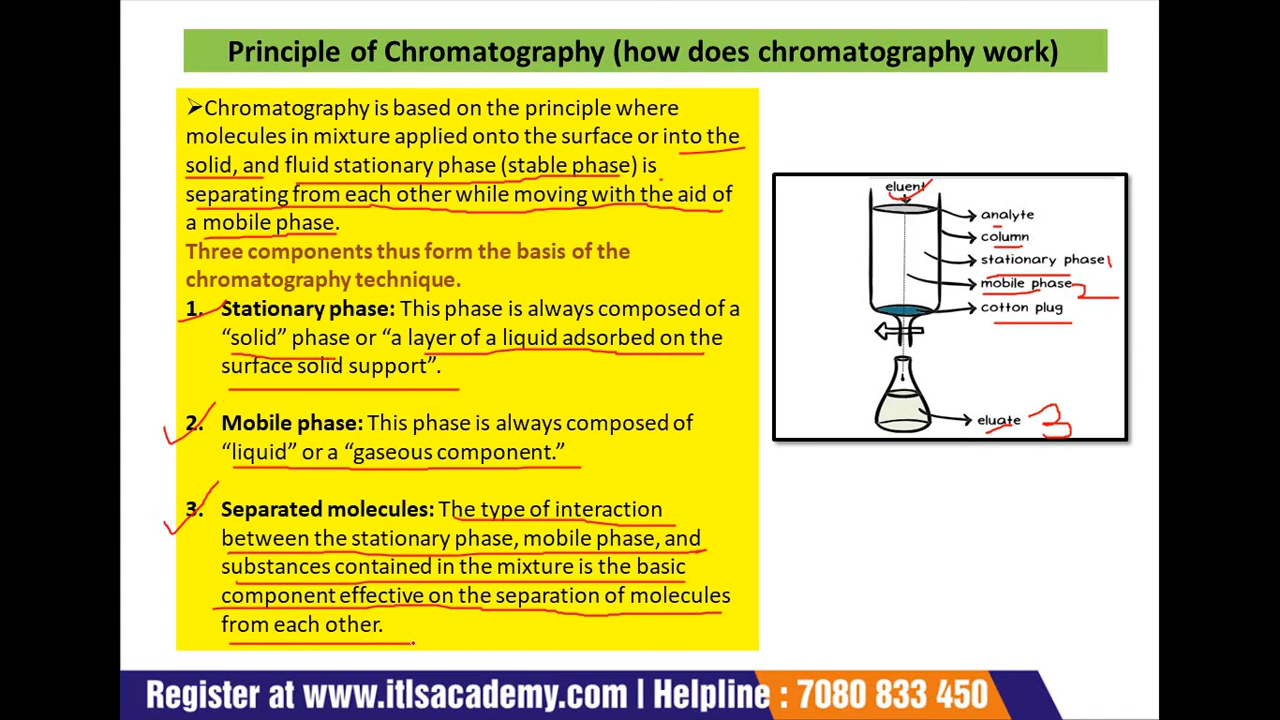 Principle of Chromatography (how does chromatography work)
➢Chromatography is based on the principle where
molecules in mixture applied onto the surface or into the
solid, and fluid stationary phase (stable phase) is
separating from each other while moving with the aid of
a mobile phase.
Three components thus form the basis of the
chromatography technique.
1. Stationary phase: This phase is always composed of a
“solid” phase or “a layer of a liquid adsorbed on the
surface solid support”.
2. Mobile phase: This phase is always composed of
“liquid” or a “gaseous component.”
3. Separated molecules: The type of interaction
between the stationary phase, mobile phase, and
substances contained in the mixture is the basic
component effective on the separation of molecules
from each other.
eluent
analyte
column
stationary phase 1
mobile phase 2
cotton plug
eluate 3
Register at www.itlsacademy.com | Helpline : 7080 833 450